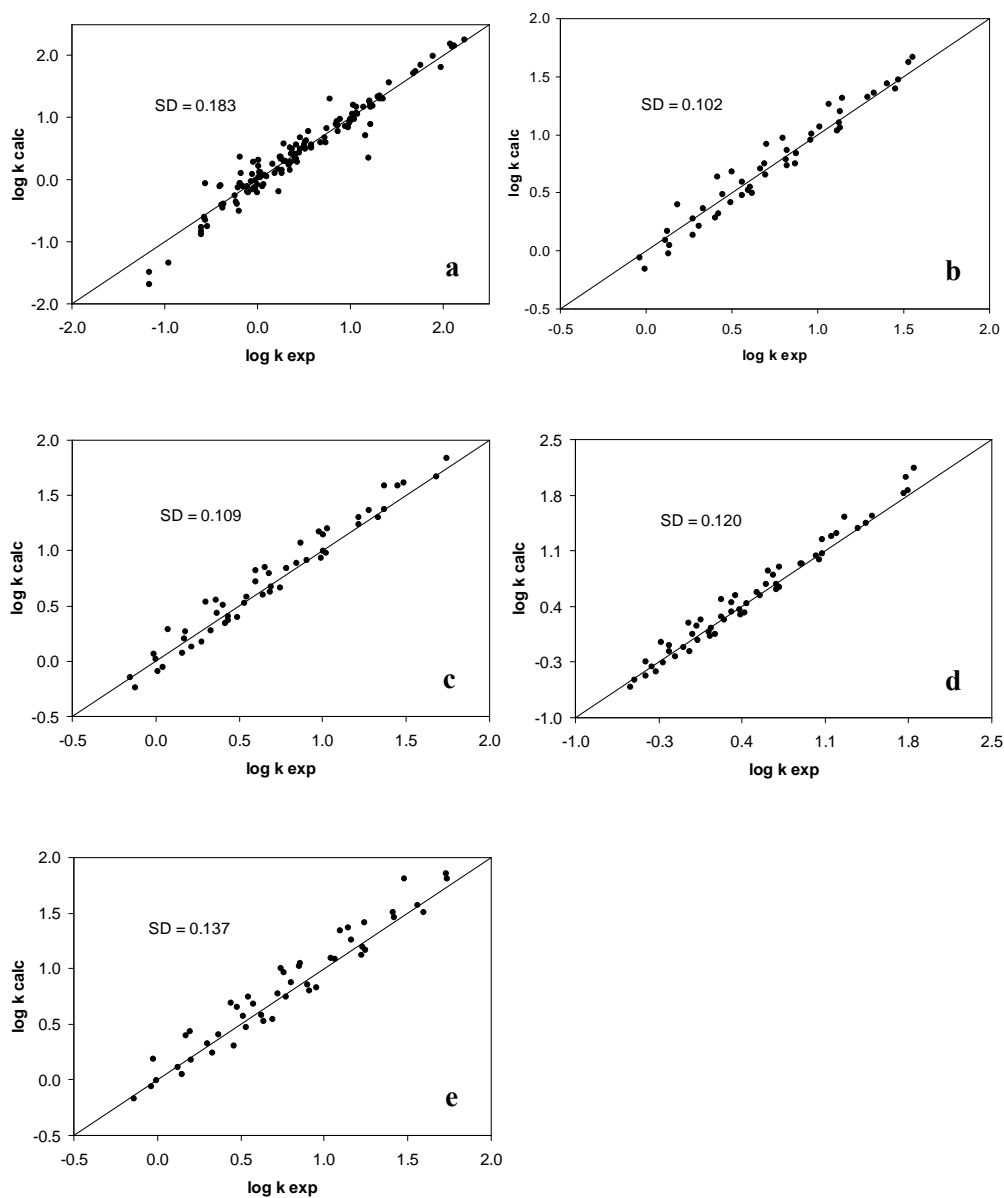 2.0
1.0
0.0
-1.0
-2.0
log k calc
SD = 0.183
a
-2.0 -1.0 0.0 1.0 2.0
log k exp
2.0
1.5
1.0
0.5
0.0
-0.5
log k calc
SD = 0.102
b
-0.5 0.0 0.5 1.0 1.5 2.0
log k exp
2.0
1.5
1.0
0.5
0.0
-0.5
log k calc
SD = 0.109
c
-0.5 0.0 0.5 1.0 1.5 2.0
log k exp
2.5
1.8
1.1
0.4
-0.3
-1.0
log k calc
SD = 0.120
d
-1.0 -0.3 0.4 1.1 1.8 2.5
log k exp
2.0
1.5
1.0
0.5
0.0
-0.5
log k calc
SD = 0.137
e
-0.5 0.0 0.5 1.0 1.5 2.0
log k exp